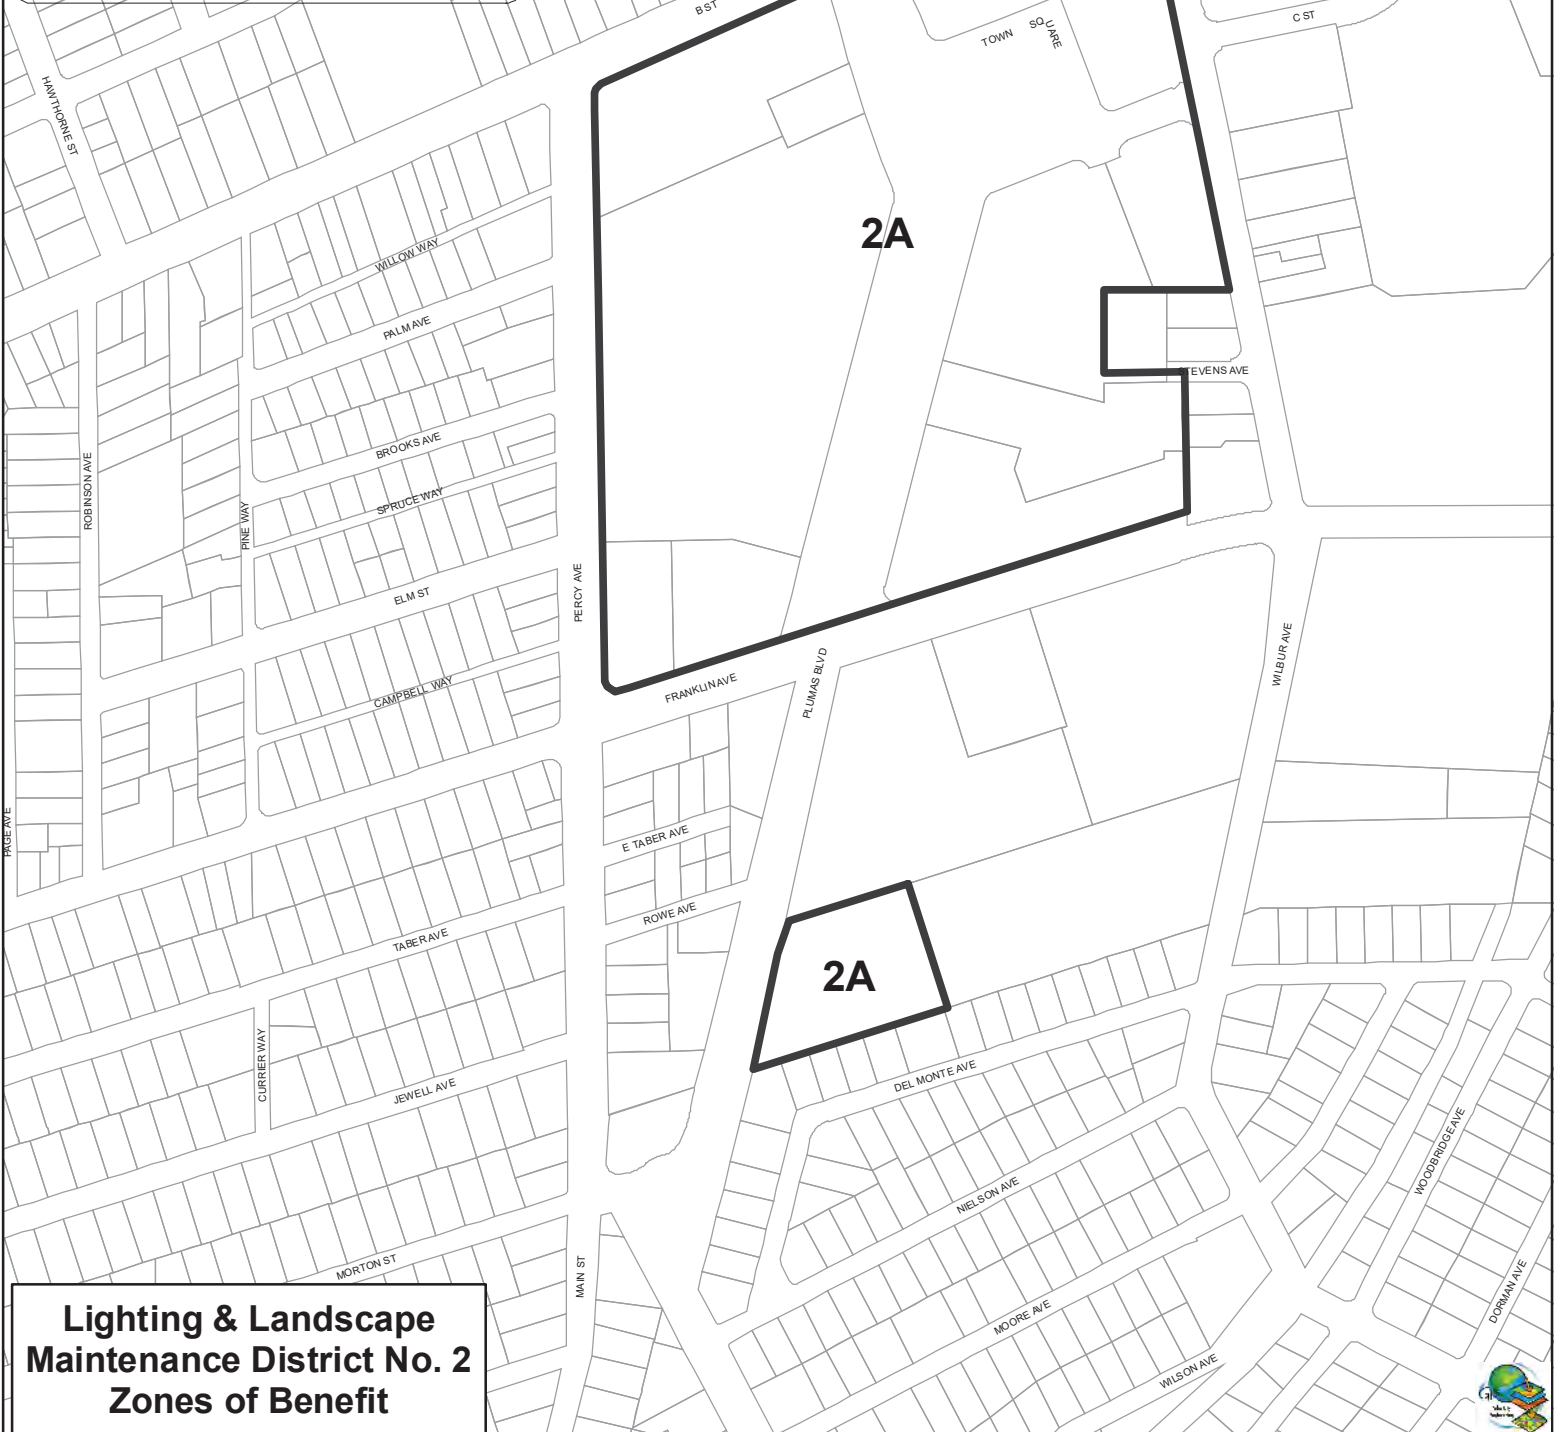 B ST
C ST
TOWN SQUARE
HAWTHORNE ST
2A
WILLOW WAY
PALM AVE
STEVENS AVE
BROOKS AVE
ROBINSON AVE
SPRUCE WAY
PINE WAY
ELM ST
PERCY AVE
WILBUR AVE
CAMPBELL WAY
FRANKLIN AVE
PLUMAS BLVD
PAGE AVE
E TABER AVE
ROWE AVE
TABER AVE
2A
CURRIER WAY
DEL MONTE AVE
JEWELL AVE
WOODBRIDGE AVE
NIELSON AVE
MORTON ST
MAIN ST
DORMAN AVE
MOORE AVE
WILSON AVE
Lighting & Landscape
Maintenance District No. 2
Zones of Benefit